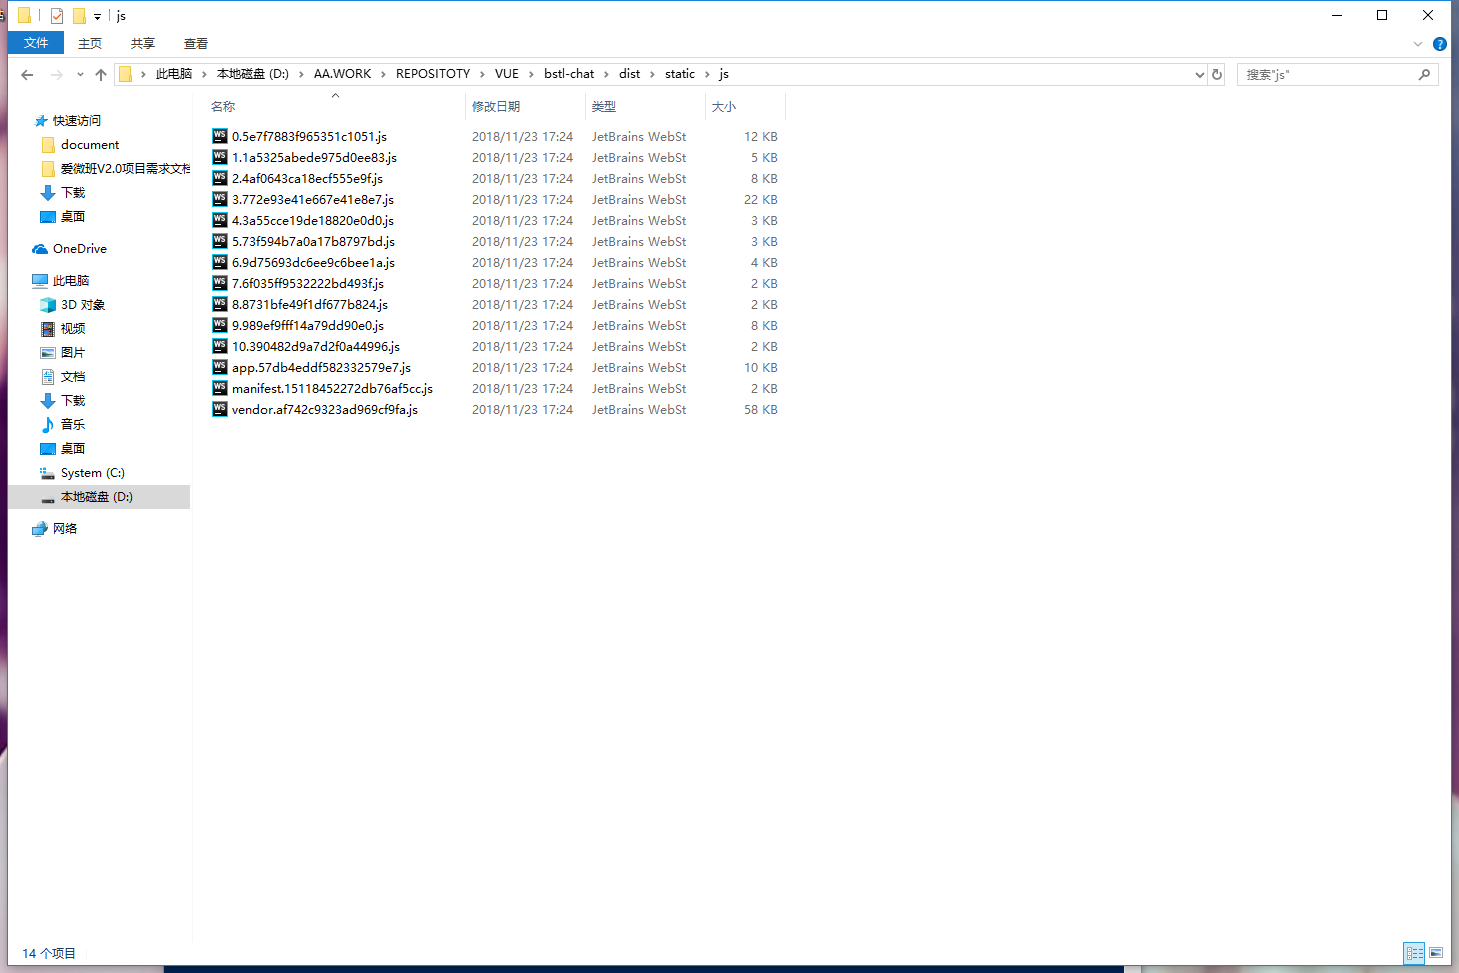 js
文件 主页 共享 查看
此电脑 本地磁盘 (D:) AA.WORK REPOSITOTY VUE bstl-chat dist static js 搜索"js"
名称 修改日期 类型 大小
快速访问
document
爱微班V2.0项目需求文档
下载
桌面
OneDrive
此电脑
3D 对象
视频
图片
文档
下载
音乐
桌面
System (C:)
本地磁盘 (D:)
网络
0.5e7f7883f965351c1051.js 2018/11/23 17:24 JetBrains WebSt 12 KB
1.1a5325abede975d0ee83.js 2018/11/23 17:24 JetBrains WebSt 5 KB
2.4af0643ca18ecf555e9f.js 2018/11/23 17:24 JetBrains WebSt 8 KB
3.772e93e41e667e41e8e7.js 2018/11/23 17:24 JetBrains WebSt 22 KB
4.3a55cce19de18820e0d0.js 2018/11/23 17:24 JetBrains WebSt 3 KB
5.73f594b7a0a17b8797bd.js 2018/11/23 17:24 JetBrains WebSt 3 KB
6.9d75693dc6ee9c6bee1a.js 2018/11/23 17:24 JetBrains WebSt 4 KB
7.6f035ff9532222bd493f.js 2018/11/23 17:24 JetBrains WebSt 2 KB
8.8731bfe49f1df677b824.js 2018/11/23 17:24 JetBrains WebSt 2 KB
9.989ef9fff14a79dd90e0.js 2018/11/23 17:24 JetBrains WebSt 8 KB
10.390482d9a7d2f0a44996.js 2018/11/23 17:24 JetBrains WebSt 2 KB
app.57db4eddf582332579e7.js 2018/11/23 17:24 JetBrains WebSt 10 KB
manifest.15118452272db76af5cc.js 2018/11/23 17:24 JetBrains WebSt 2 KB
vendor.af742c9323ad969cf9fa.js 2018/11/23 17:24 JetBrains WebSt 58 KB
14 个项目